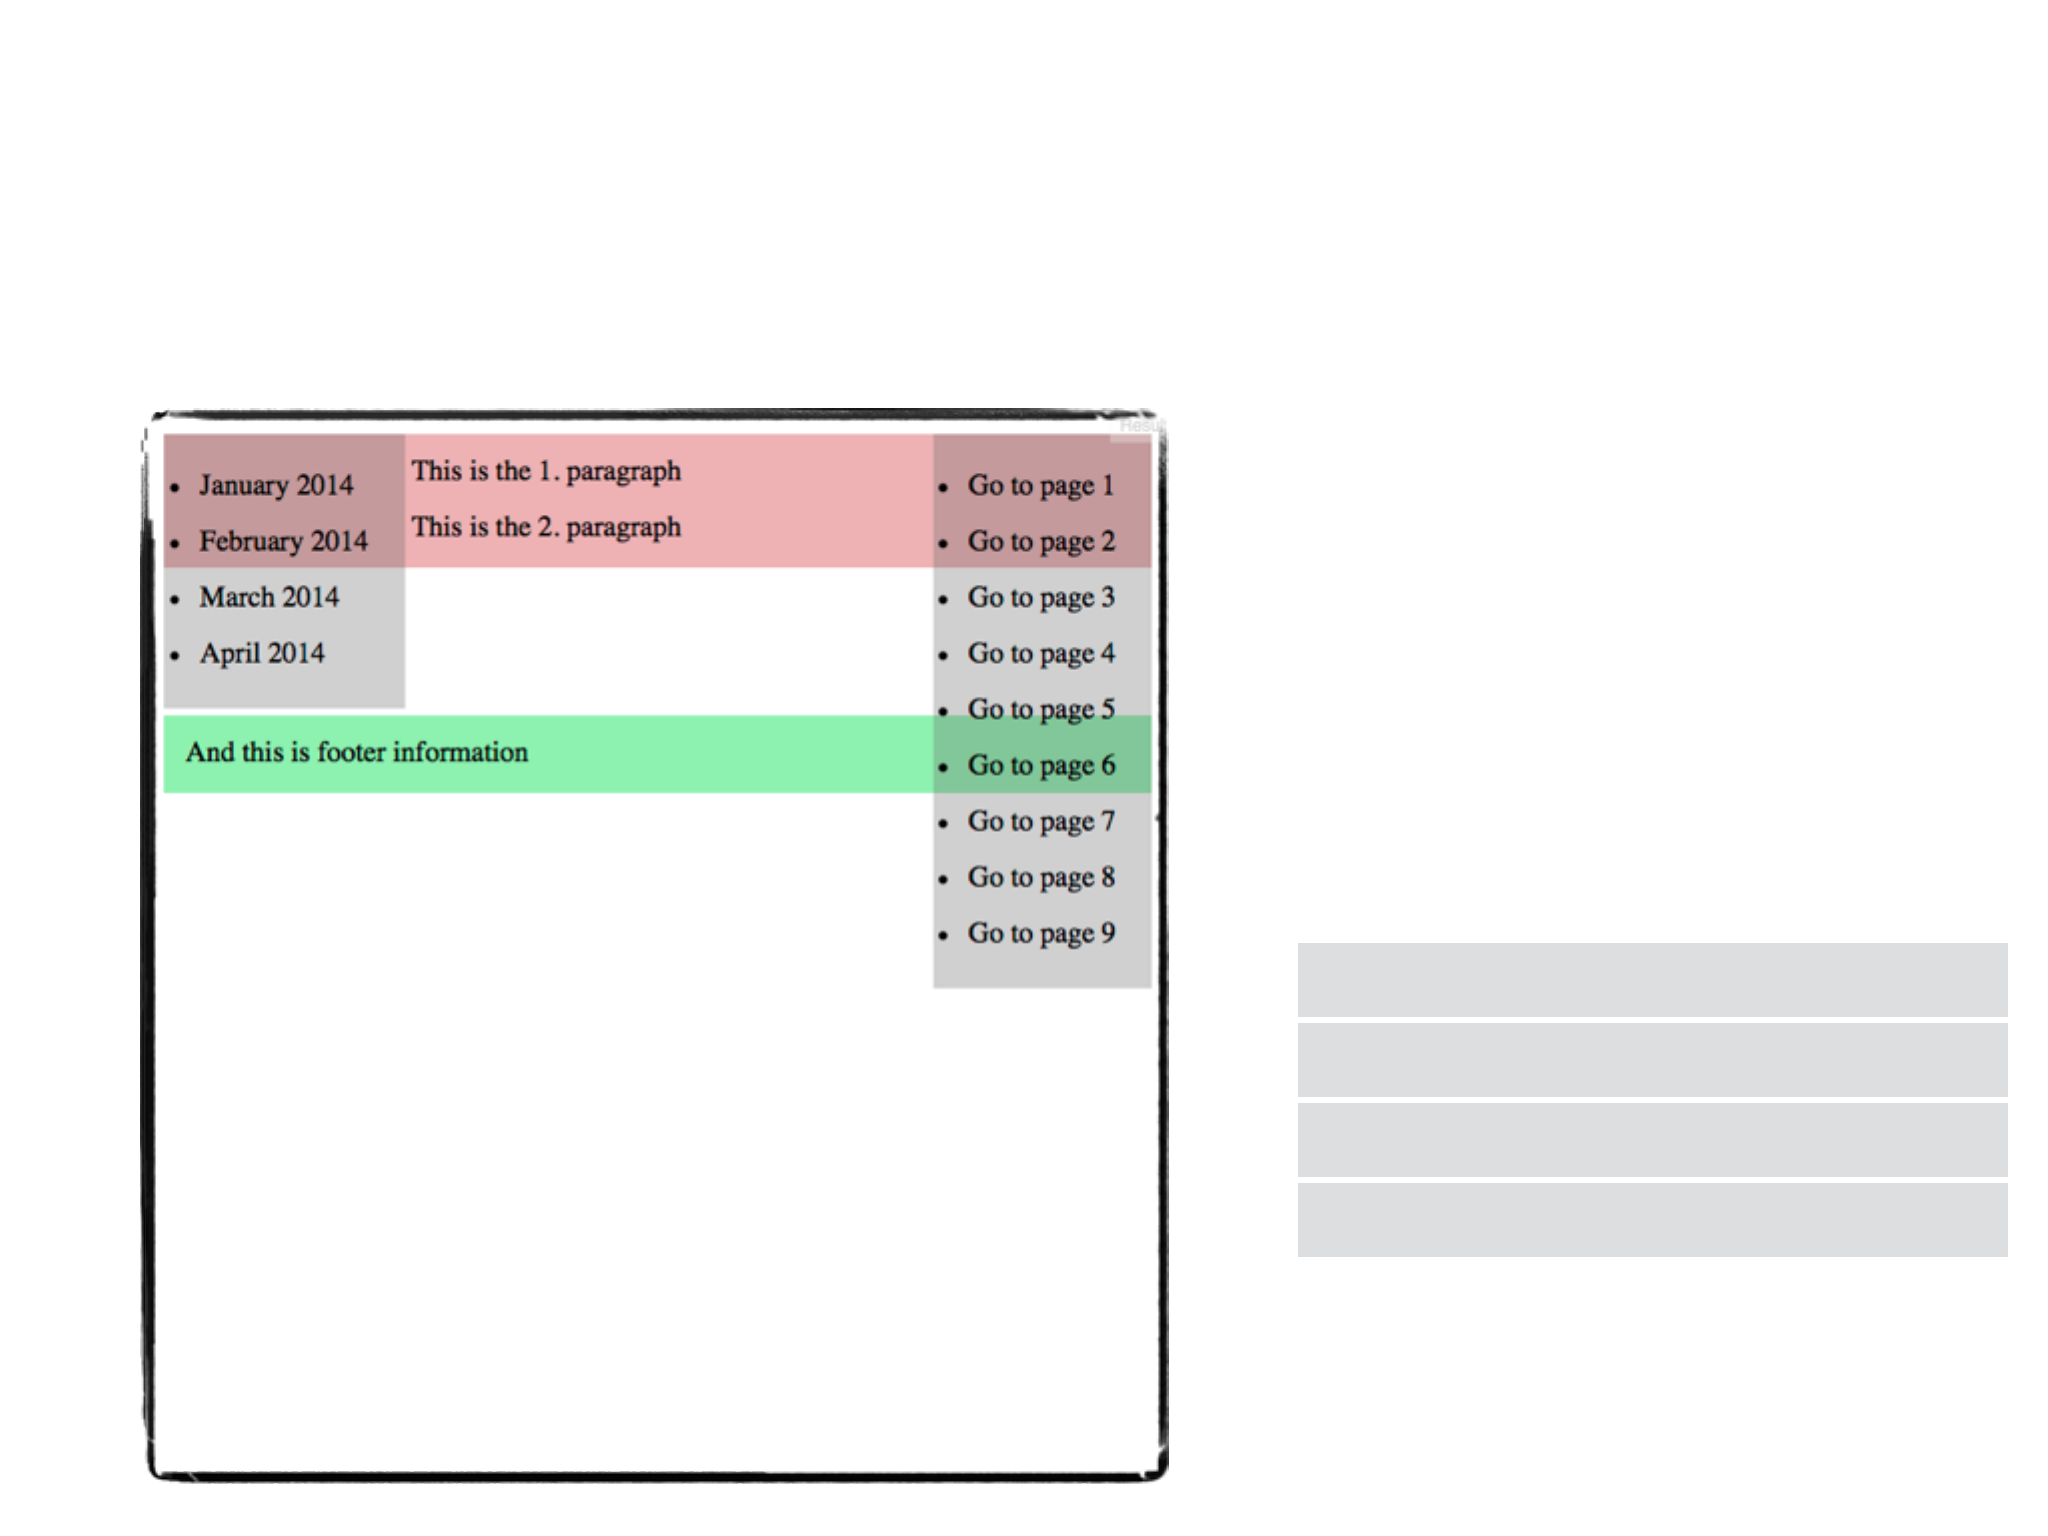 January 2014
February 2014
March 2014
April 2014
This is the 1. paragraph
This is the 2. paragraph
Go to page 1
Go to page 2
Go to page 3
Go to page 4
Go to page 5
Go to page 6
Go to page 7
Go to page 8
Go to page 9
And this is footer information